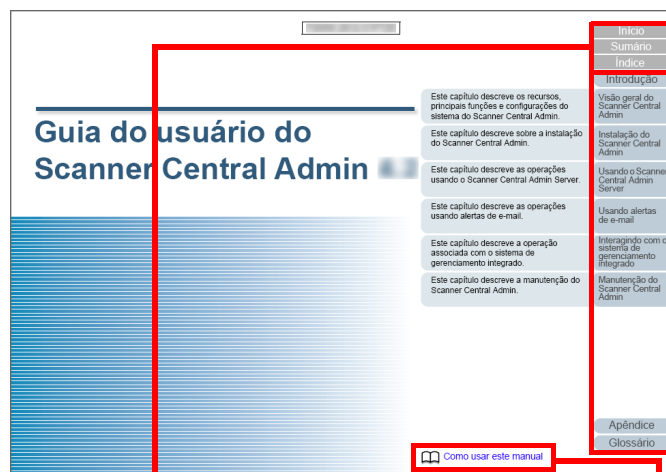 Início
Sumário
Índice
Introdução
Guia do usuário do
Scanner Central Admin
Este capítulo descreve os recursos,
principais funções e configurações do
sistema do Scanner Central Admin.
Visão geral do
Scanner Central
Admin
Este capítulo descreve sobre a instalação
do Scanner Central Admin.
Instalação do
Scanner Central
Admin
Este capítulo descreve as operações
usando o Scanner Central Admin Server.
Usando o Scanner
Central Admin
Server
Este capítulo descreve as operações
usando alertas de e-mail.
Usando alertas
de e-mail
Este capítulo descreve a operação
associada com o sistema de
gerenciamento integrado.
Interagindo com o
sistema de
gerenciamento
integrado
Este capítulo descreve a manutenção do
Scanner Central Admin.
Manutenção do
Scanner Central
Admin
Apêndice
Glossário
Como usar este manual